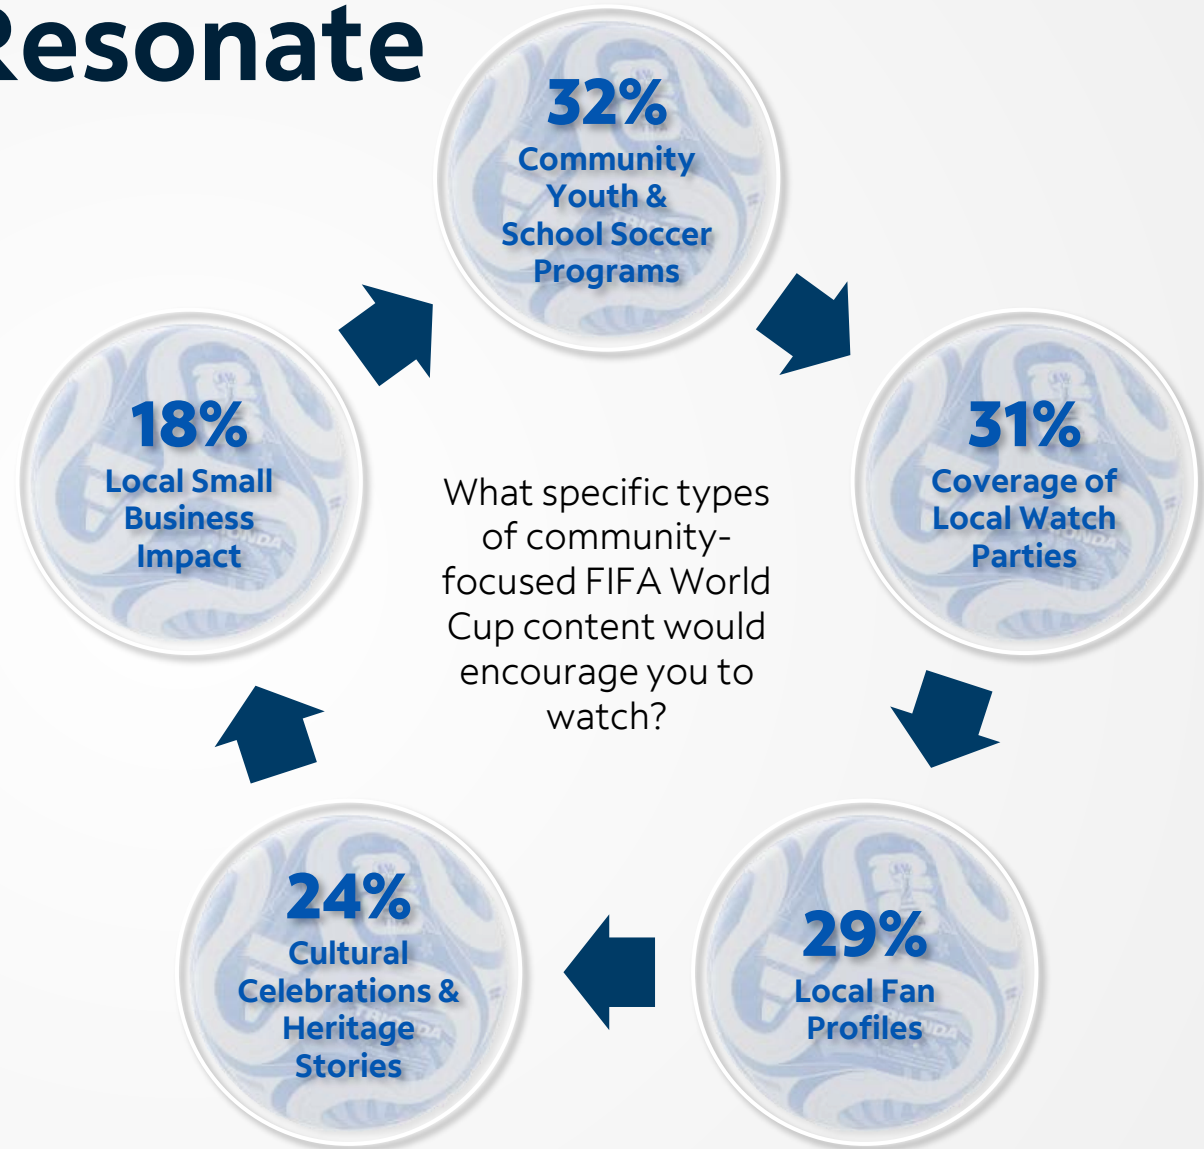 Resonate
32%
Community
Youth &
School Soccer
Programs
31%
Coverage of
Local Watch
Parties
29%
Local Fan
Profiles
24%
Cultural
Celebrations &
Heritage
Stories
18%
Local Small
Business
Impact
What specific types
of community-
focused FIFA World
Cup content would
encourage you to
watch?